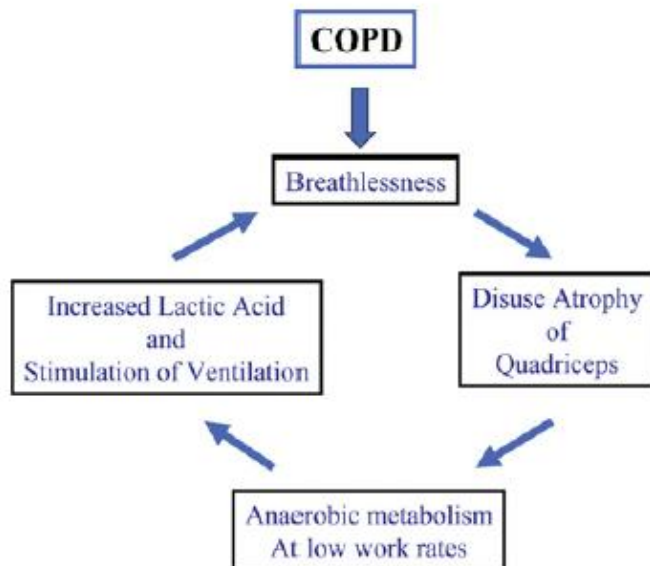 COPD
Breathlessness
Disuse Atrophy
of
Quadriceps
Anaerobic metabolism
At low work rates
Increased Lactic Acid
and
Stimulation of Ventilation